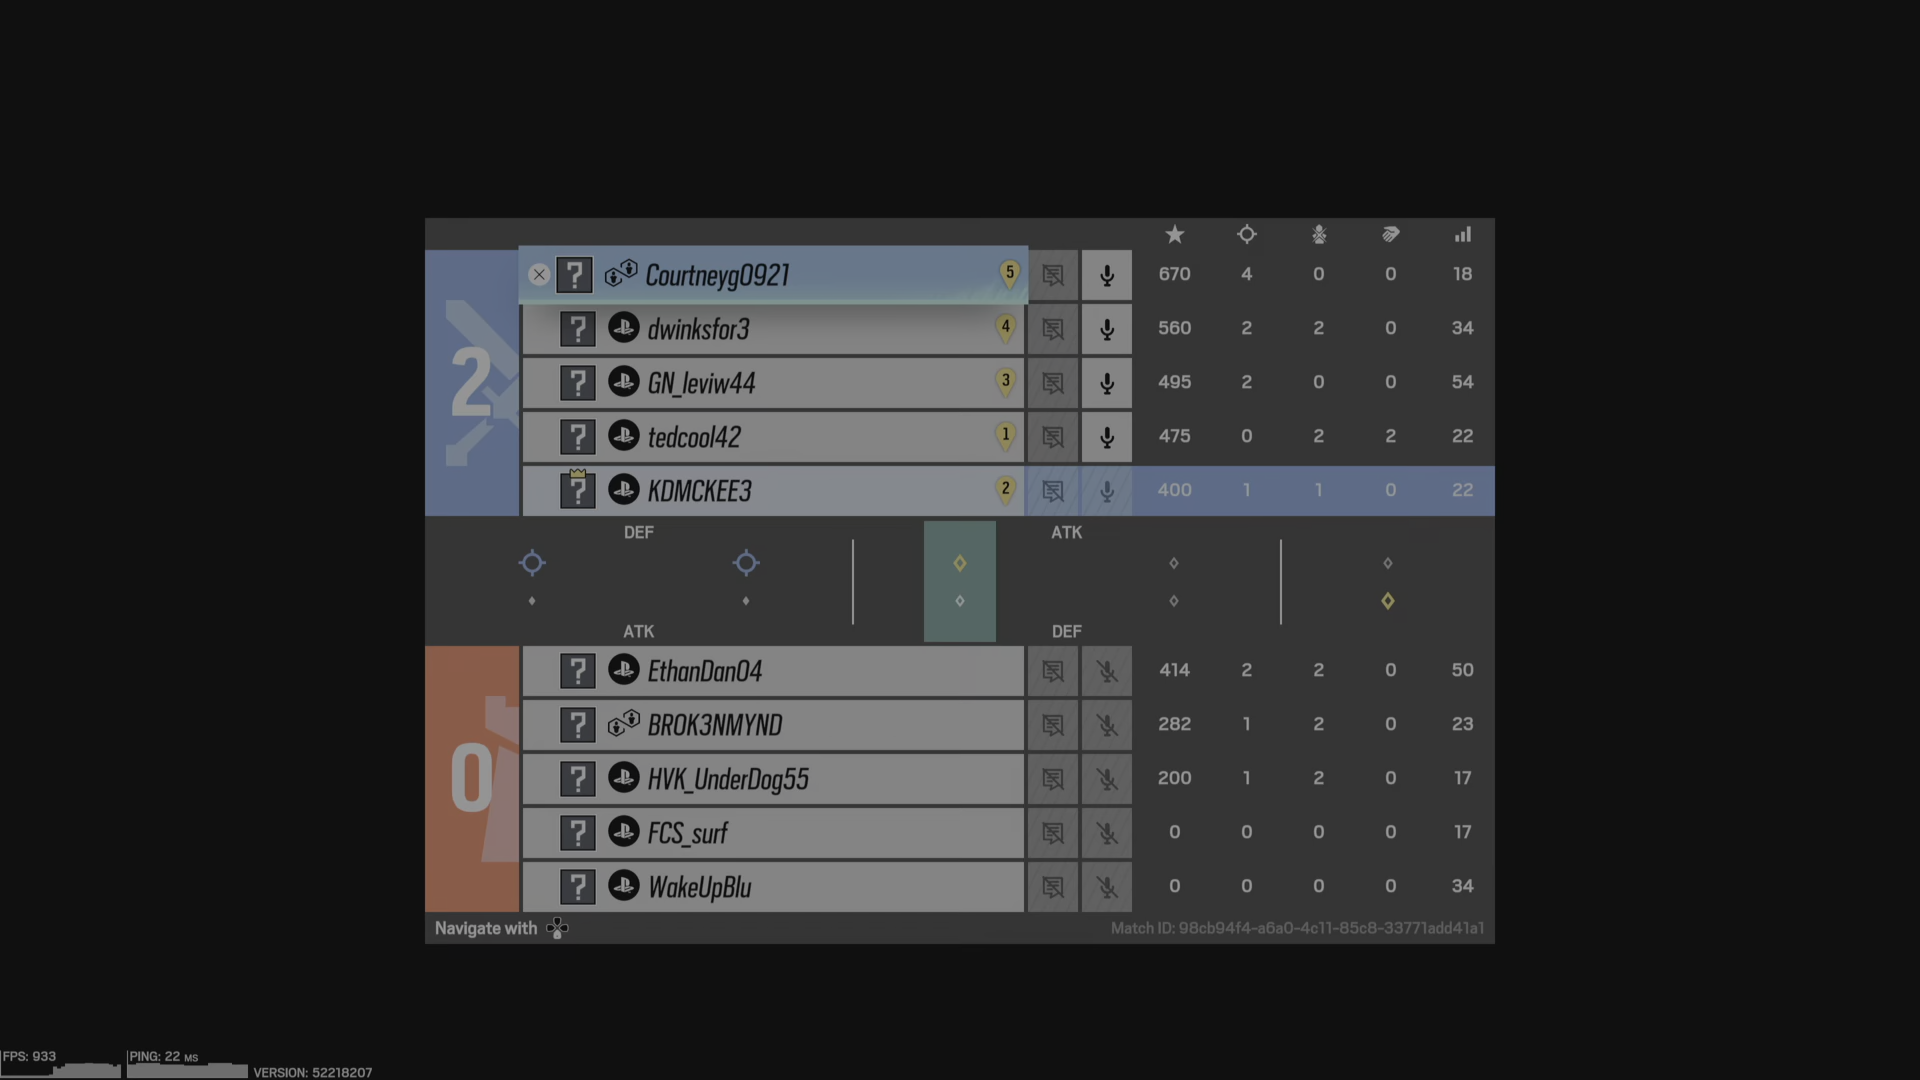 2
? Courtneyg0921 5 670 4 0 0 18
? dwinksfor3 4 560 2 2 0 34
? GN_leviw44 3 495 2 0 0 54
? tedcool42 1 475 0 2 2 22
? KDMCKEE3 2 400 1 1 0 22
DEF ATK
ATK DEF
0
? EthanDan04 414 2 2 0 50
? BROK3NMYND 282 1 2 0 23
? HVK_UnderDog55 200 1 2 0 17
? FCS_surf 0 0 0 0 17
? WakeUpBlu 0 0 0 0 34
Navigate with Match ID: 98cb94f4-a6a0-4c11-85c8-33771add41a1
FPS: 933 PING: 22 MS VERSION: 52218207